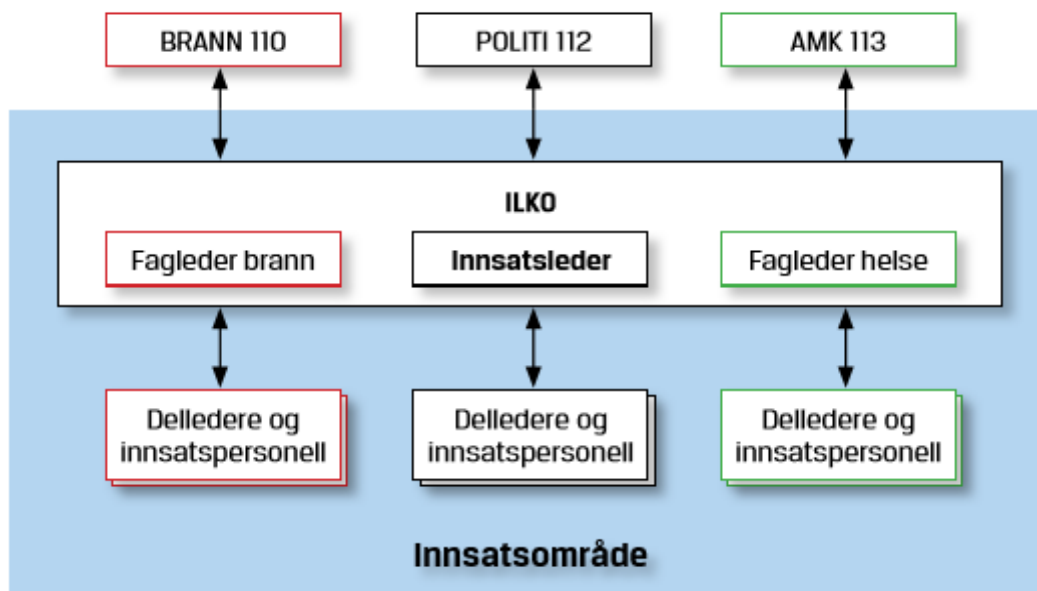 BRANN 110
POLITI 112
AMK 113
ILKO
Fagleder brann
Innsatsleder
Fagleder helse
Delledere og
innsatspersonell
Delledere og
innsatspersonell
Delledere og
innsatspersonell
Innsatsområde